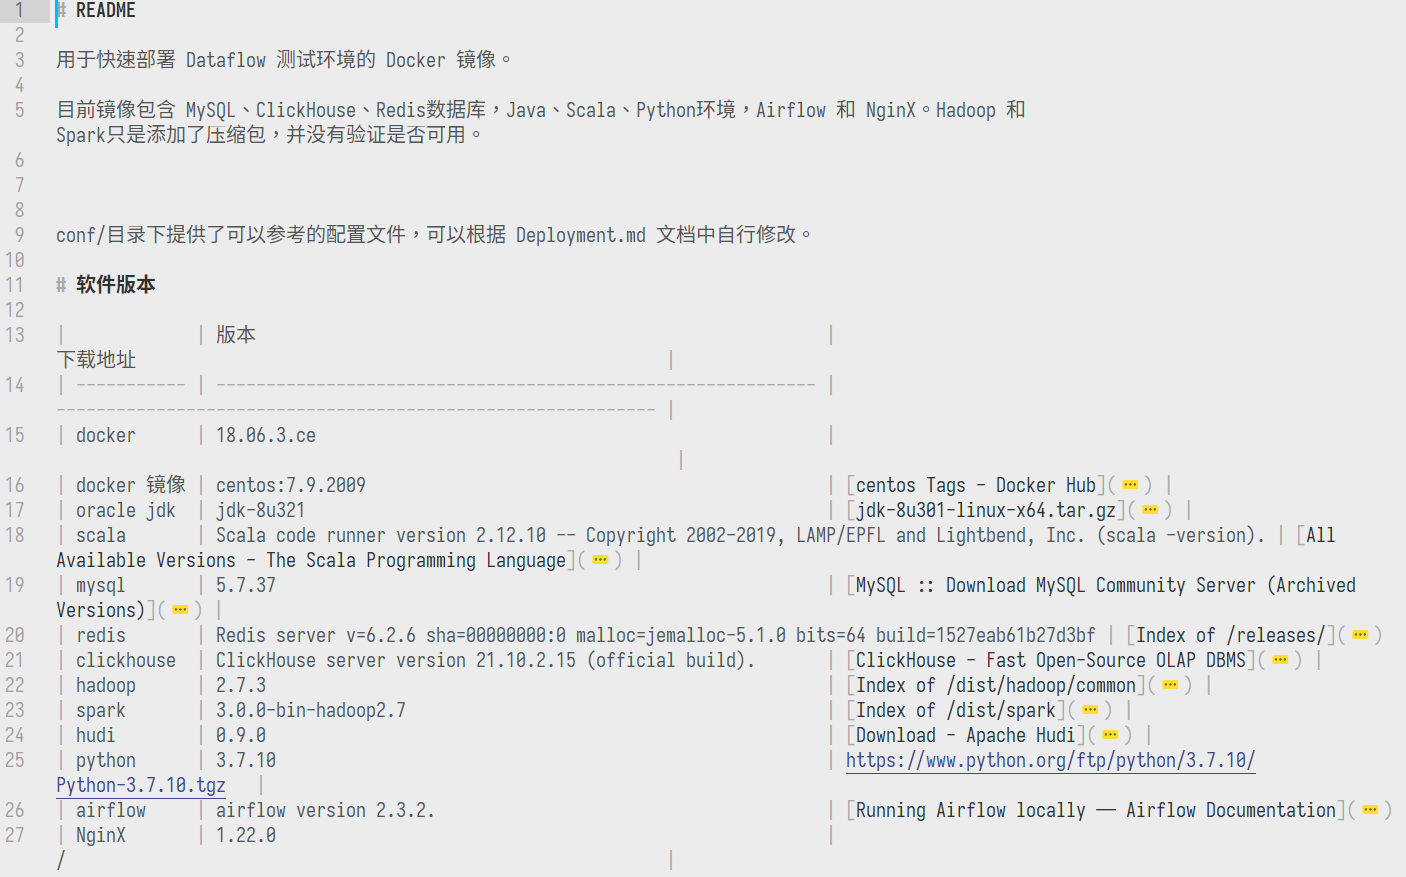 1 # README
2
3 用于快速部署 Dataflow 测试环境的 Docker 镜像。
4
5 目前镜像包含 MySQL、ClickHouse、Redis数据库，Java、Scala、Python环境，Airflow 和 NginX。Hadoop 和
Spark只是添加了压缩包，并没有验证是否可用。
6
7
8
9 conf/目录下提供了可以参考的配置文件，可以根据 Deployment.md 文档中自行修改。
10
11 # 软件版本
12
13 | | 版本 |
下载地址 |
14 | ----------- | ------------------------------------------------------------ |
------------------------------------------------------------ |
15 | docker | 18.06.3.ce |
|
16 | docker 镜像 | centos:7.9.2009 | [centos Tags - Docker Hub](…) |
17 | oracle jdk | jdk-8u321 | [jdk-8u301-linux-x64.tar.gz](…) |
18 | scala | Scala code runner version 2.12.10 -- Copyright 2002-2019, LAMP/EPFL and Lightbend, Inc. (scala -version). | [All
Available Versions - The Scala Programming Language](…) |
19 | mysql | 5.7.37 | [MySQL :: Download MySQL Community Server (Archived
Versions)](…) |
20 | redis | Redis server v=6.2.6 sha=00000000:0 malloc=jemalloc-5.1.0 bits=64 build=1527eab61b27d3bf | [Index of /releases/](…)
21 | clickhouse | ClickHouse server version 21.10.2.15 (official build). | [ClickHouse - Fast Open-Source OLAP DBMS](…) |
22 | hadoop | 2.7.3 | [Index of /dist/hadoop/common](…) |
23 | spark | 3.0.0-bin-hadoop2.7 | [Index of /dist/spark](…) |
24 | hudi | 0.9.0 | [Download - Apache Hudi](…) |
25 | python | 3.7.10 | https://www.python.org/ftp/python/3.7.10/
Python-3.7.10.tgz |
26 | airflow | airflow version 2.3.2. | [Running Airflow locally — Airflow Documentation](…)
27 | NginX | 1.22.0 |
/ |